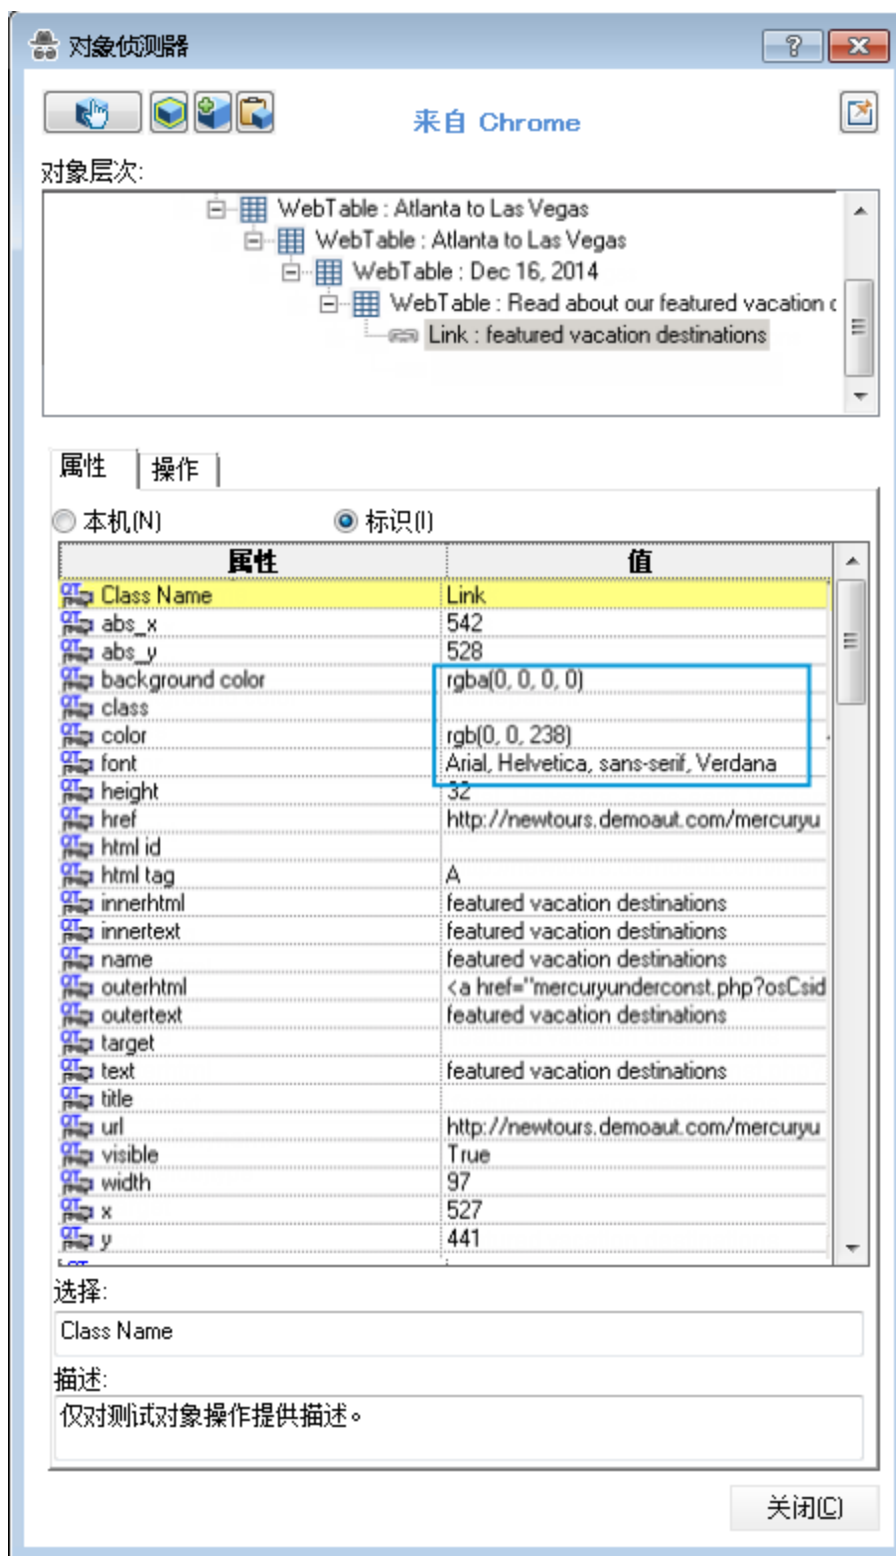 对象侦测器
来自 Chrome
对象层次:
WebTable : Atlanta to Las Vegas
WebTable : Atlanta to Las Vegas
WebTable : Dec 16, 2014
WebTable : Read about our featured vacation
Link : featured vacation destinations
属性 操作
本机(N) 标识(I)
属性 值
Class Name Link
abs_x 542
abs_y 528
background color rgba(0, 0, 0, 0)
class
color rgb(0, 0, 238)
font Arial, Helvetica, sans-serif, Verdana
height 32
href http://newtours.demoaut.com/mercuryu
html id
html tag A
innerhtml featured vacation destinations
innertext featured vacation destinations
name featured vacation destinations
outerhtml <a href="mercuryunderconst.php?osCsid
outertext featured vacation destinations
target
text featured vacation destinations
title
url http://newtours.demoaut.com/mercuryu
visible True
width 97
x 527
y 441
选择:
Class Name
描述:
仅对测试对象操作提供描述。
关闭(C)